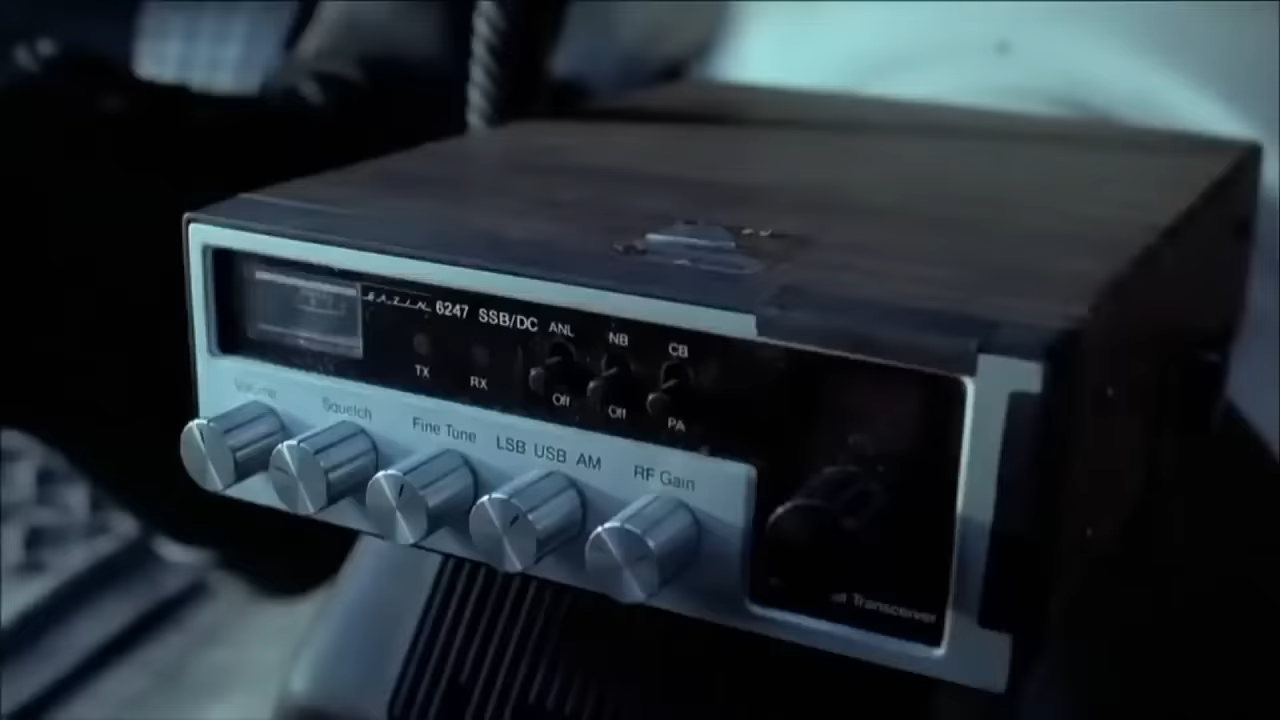 6247 SSB/DC
ANL NB CB
TX RX Off Off PA
Volume Squelch Fine Tune LSB USB AM RF Gain
Transceiver